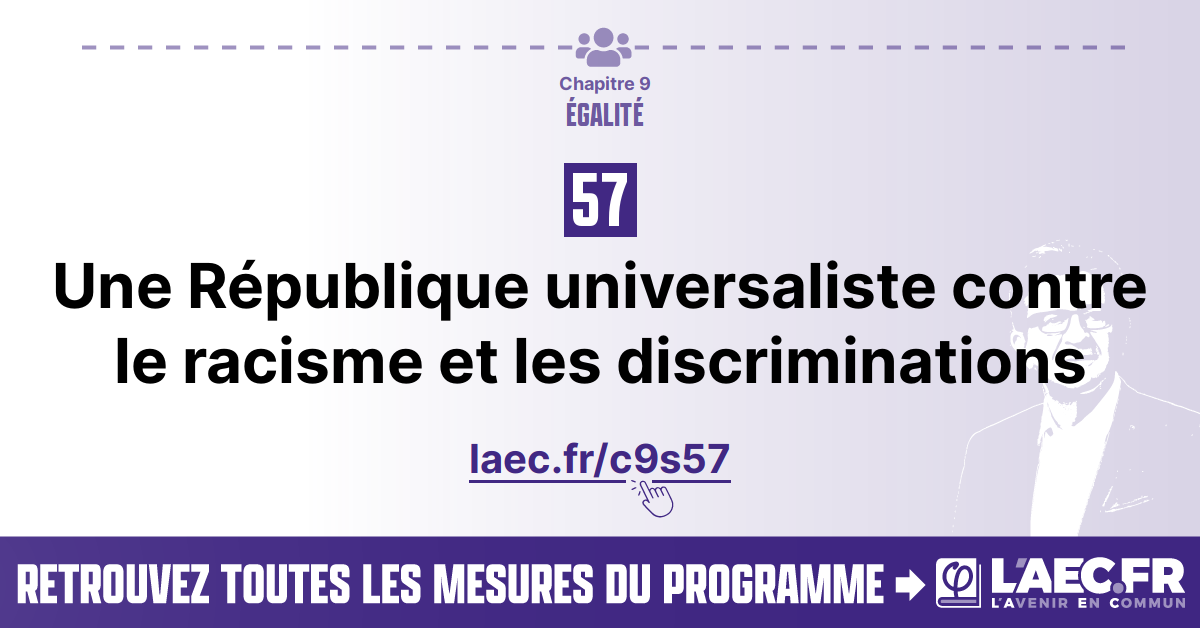 Chapitre 9
ÉGALITÉ
57
Une République universaliste contre
le racisme et les discriminations
laec.fr/c9s57
RETROUVEZ TOUTES LES MESURES DU PROGRAMME
φ L'AEC.FR
L'AVENIR EN COMMUN